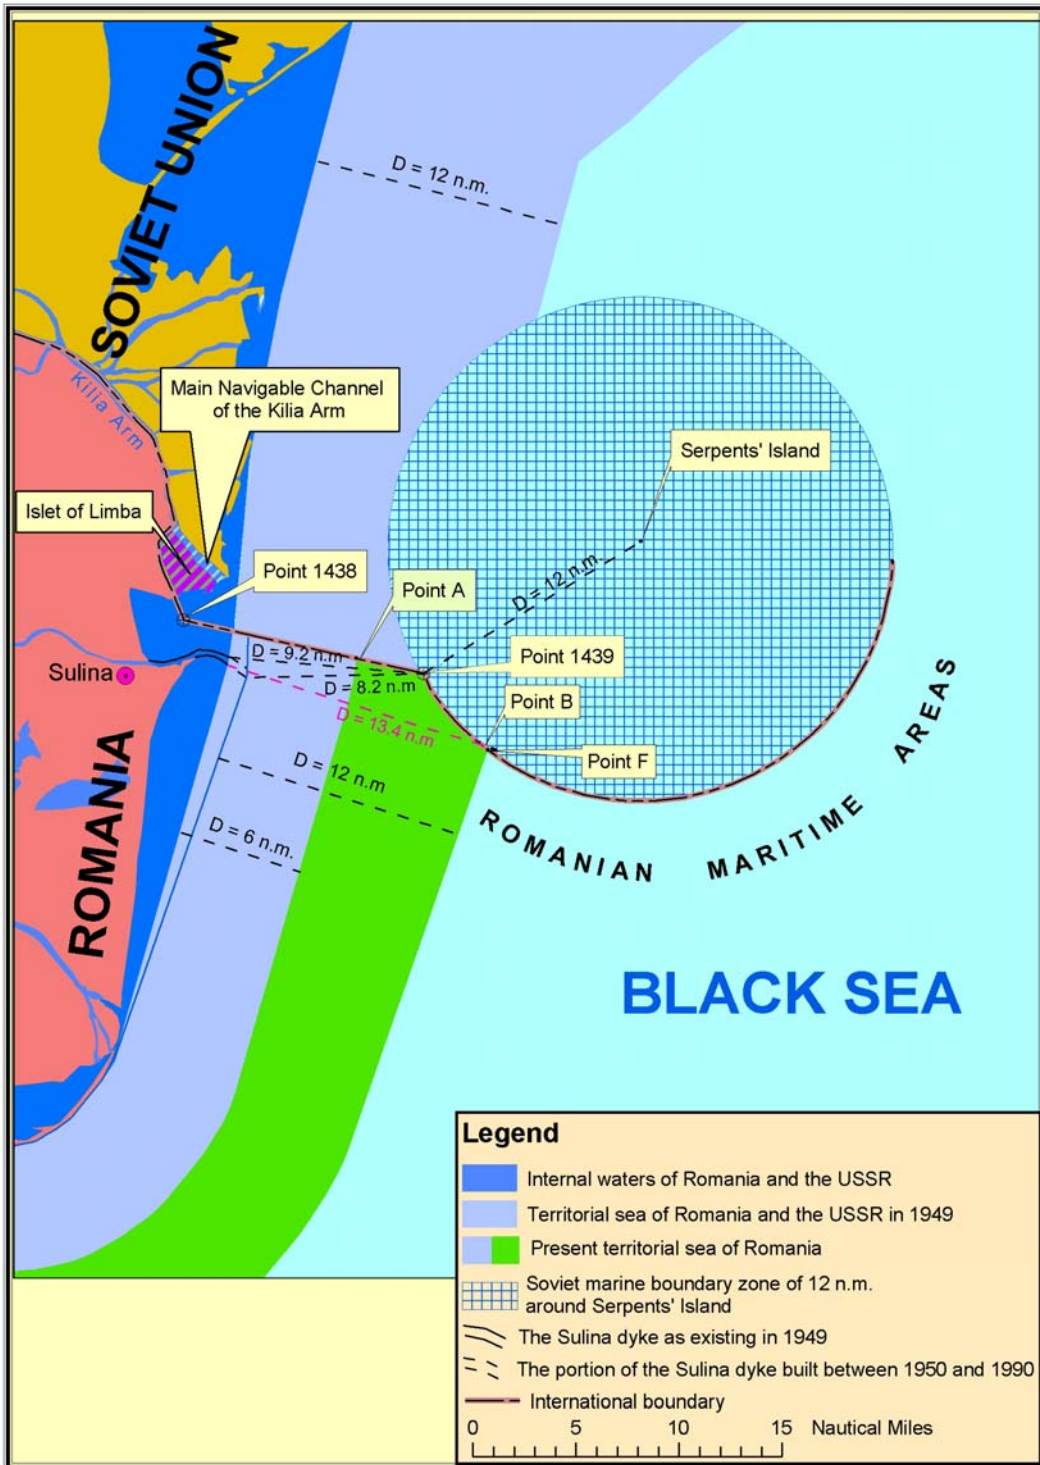 SOVIET UNION
D = 12 n.m.
Kilia Arm
Main Navigable Channel
of the Kilia Arm
Serpents' Island
Islet of Limba
Point 1438
Point A
D = 12 n.m.
Point 1439
D = 9.2 n.m
D = 8.2 n.m
Sulina
Point B
D = 13.4 n.m
Point F
D = 12 n.m
D = 6 n.m.
ROMANIA
ROMANIAN MARITIME AREAS
BLACK SEA
Legend
Internal waters of Romania and the USSR
Territorial sea of Romania and the USSR in 1949
Present territorial sea of Romania
Soviet marine boundary zone of 12 n.m.
around Serpents' Island
The Sulina dyke as existing in 1949
The portion of the Sulina dyke built between 1950 and 1990
International boundary
0 5 10 15 Nautical Miles